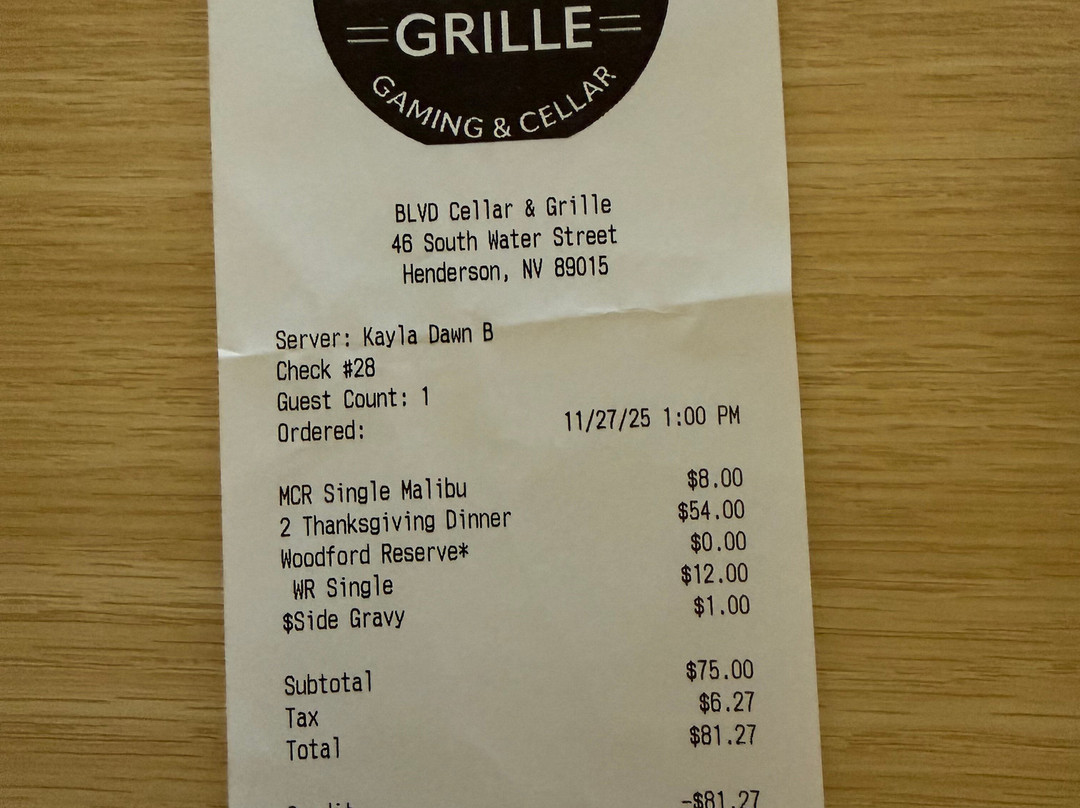 GRILLE
GAMING & CELLAR
BLVD Cellar & Grille
46 South Water Street
Henderson, NV 89015
Server: Kayla Dawn B
Check #28
Guest Count: 1
Ordered: 11/27/25 1:00 PM
MCR Single Malibu $8.00
2 Thanksgiving Dinner $54.00
Woodford Reserve* $0.00
WR Single $12.00
$Side Gravy $1.00
Subtotal $75.00
Tax $6.27
Total $81.27
-$81.27